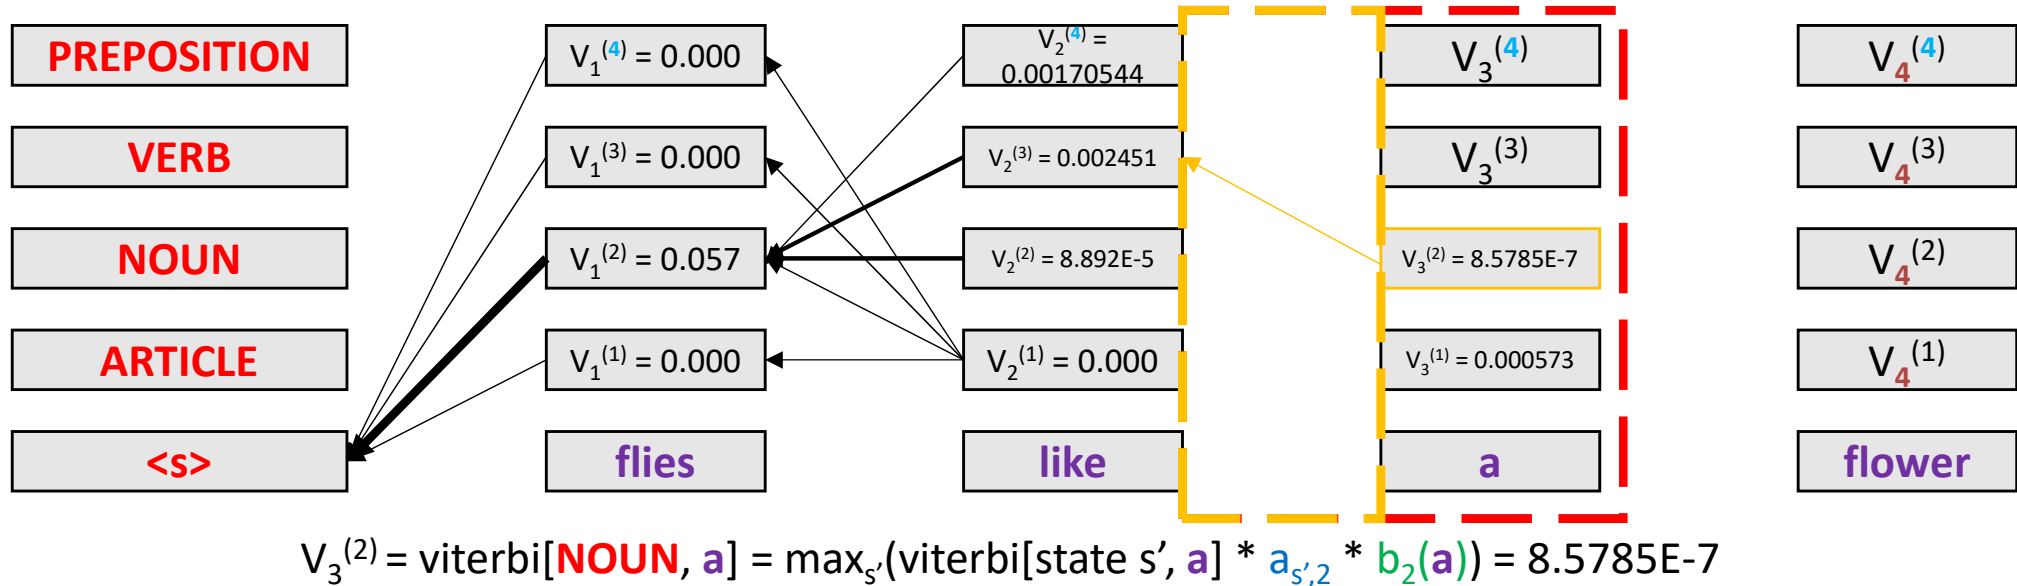 PREPOSITION V₁⁽⁴⁾ = 0.000 V₂⁽⁴⁾ = 0.00170544 V₃⁽⁴⁾ V₄⁽⁴⁾
VERB V₁⁽³⁾ = 0.000 V₂⁽³⁾ = 0.002451 V₃⁽³⁾ V₄⁽³⁾
NOUN V₁⁽²⁾ = 0.057 V₂⁽²⁾ = 8.892E-5 V₃⁽²⁾ = 8.5785E-7 V₄⁽²⁾
ARTICLE V₁⁽¹⁾ = 0.000 V₂⁽¹⁾ = 0.000 V₃⁽¹⁾ = 0.000573 V₄⁽¹⁾
<s> flies like a flower
V₃⁽²⁾ = viterbi[NOUN, a] = maxₛ′(viterbi[state s’, a] * aₛ′,₂ * b₂(a)) = 8.5785E-7